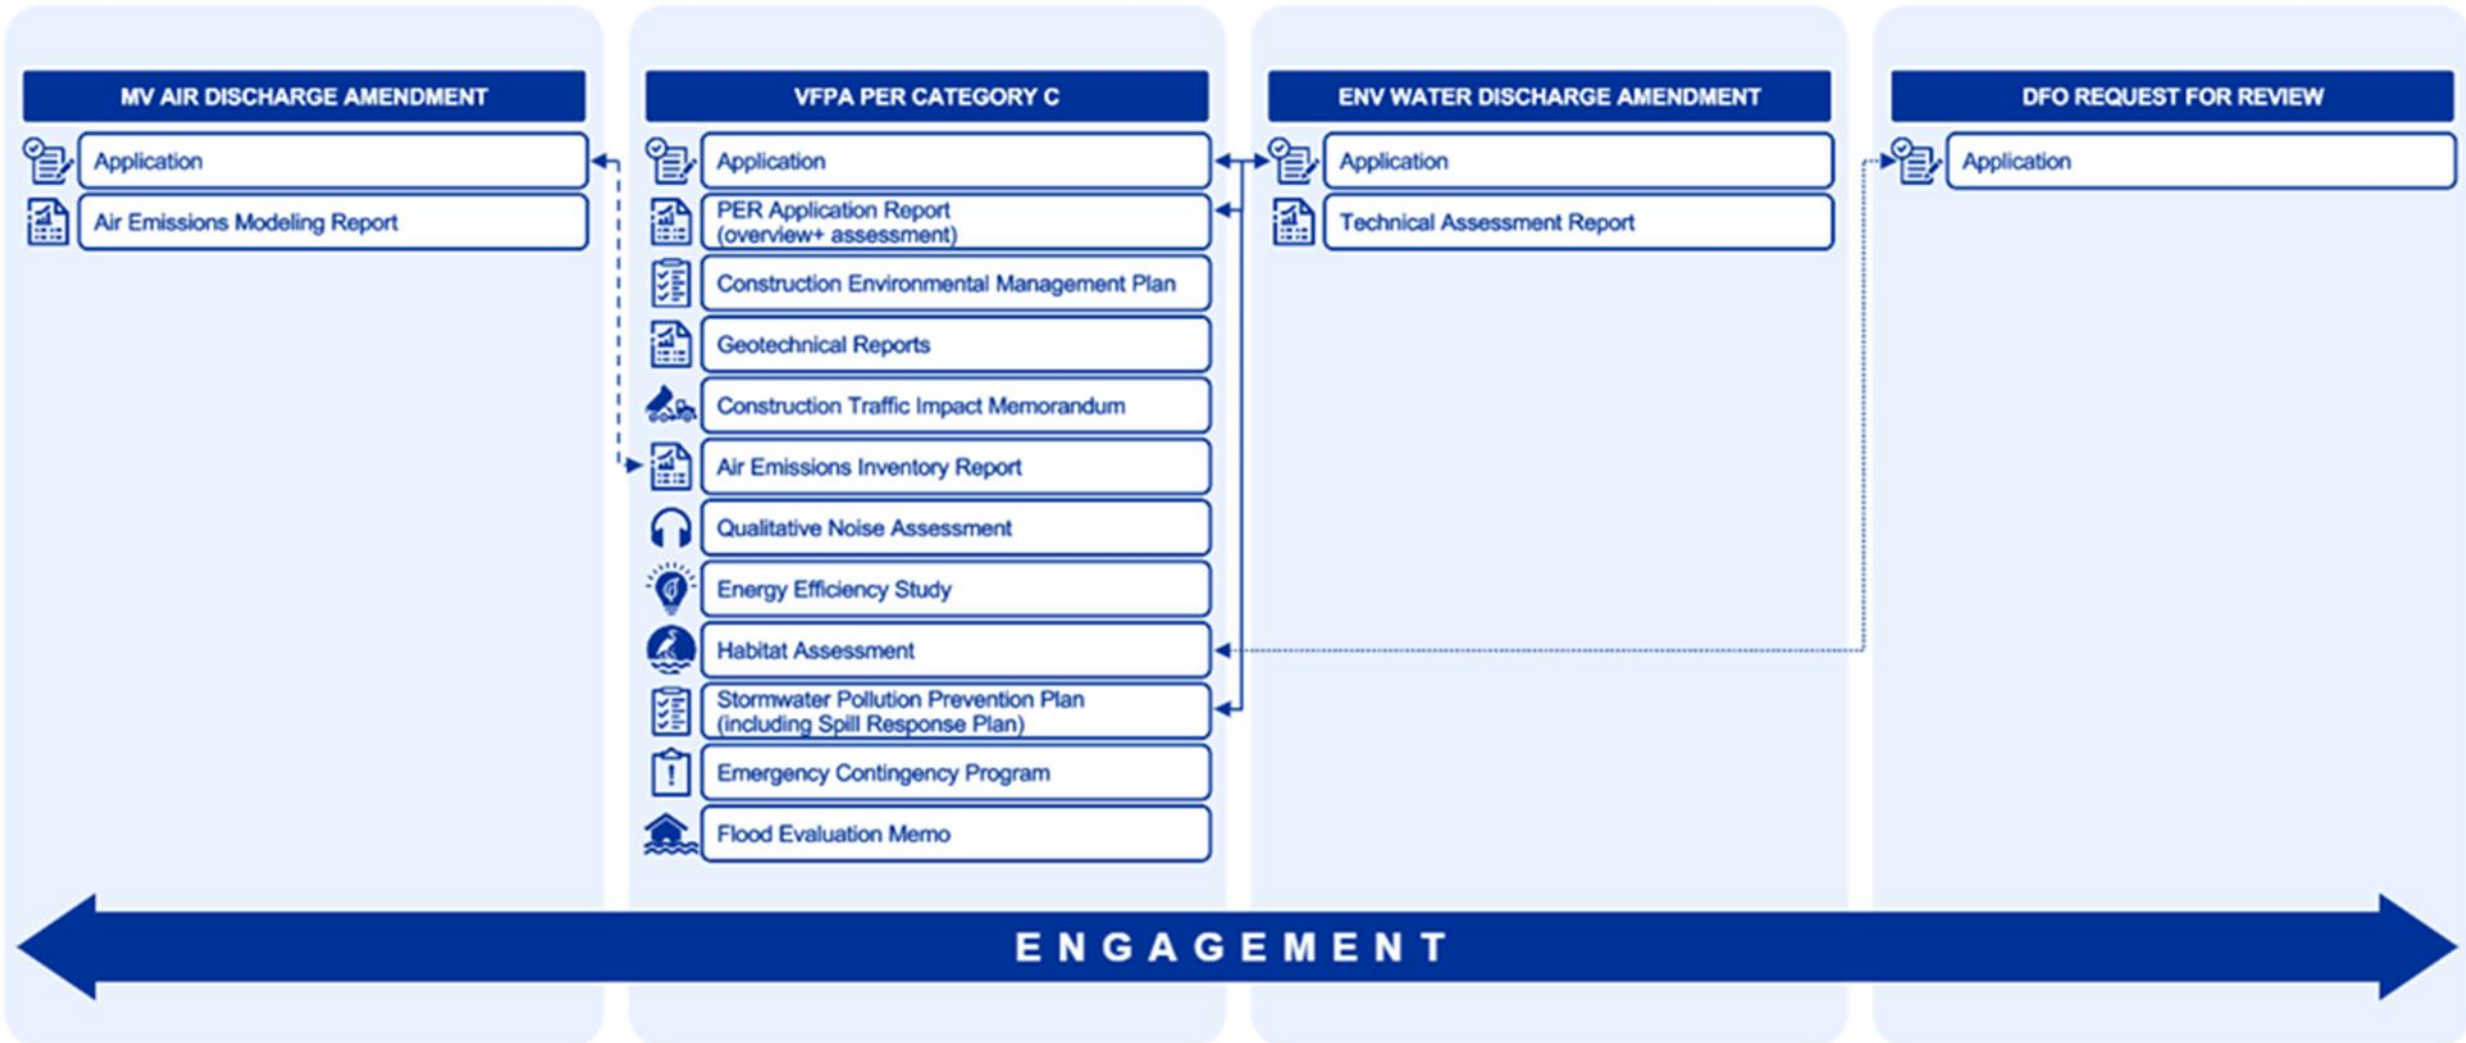 MV AIR DISCHARGE AMENDMENT
Application
Air Emissions Modeling Report
VFPA PER CATEGORY C
Application
PER Application Report
(overview+ assessment)
Construction Environmental Management Plan
Geotechnical Reports
Construction Traffic Impact Memorandum
Air Emissions Inventory Report
Qualitative Noise Assessment
Energy Efficiency Study
Habitat Assessment
Stormwater Pollution Prevention Plan
(including Spill Response Plan)
Emergency Contingency Program
Flood Evaluation Memo
ENV WATER DISCHARGE AMENDMENT
Application
Technical Assessment Report
DFO REQUEST FOR REVIEW
Application
ENGAGEMENT